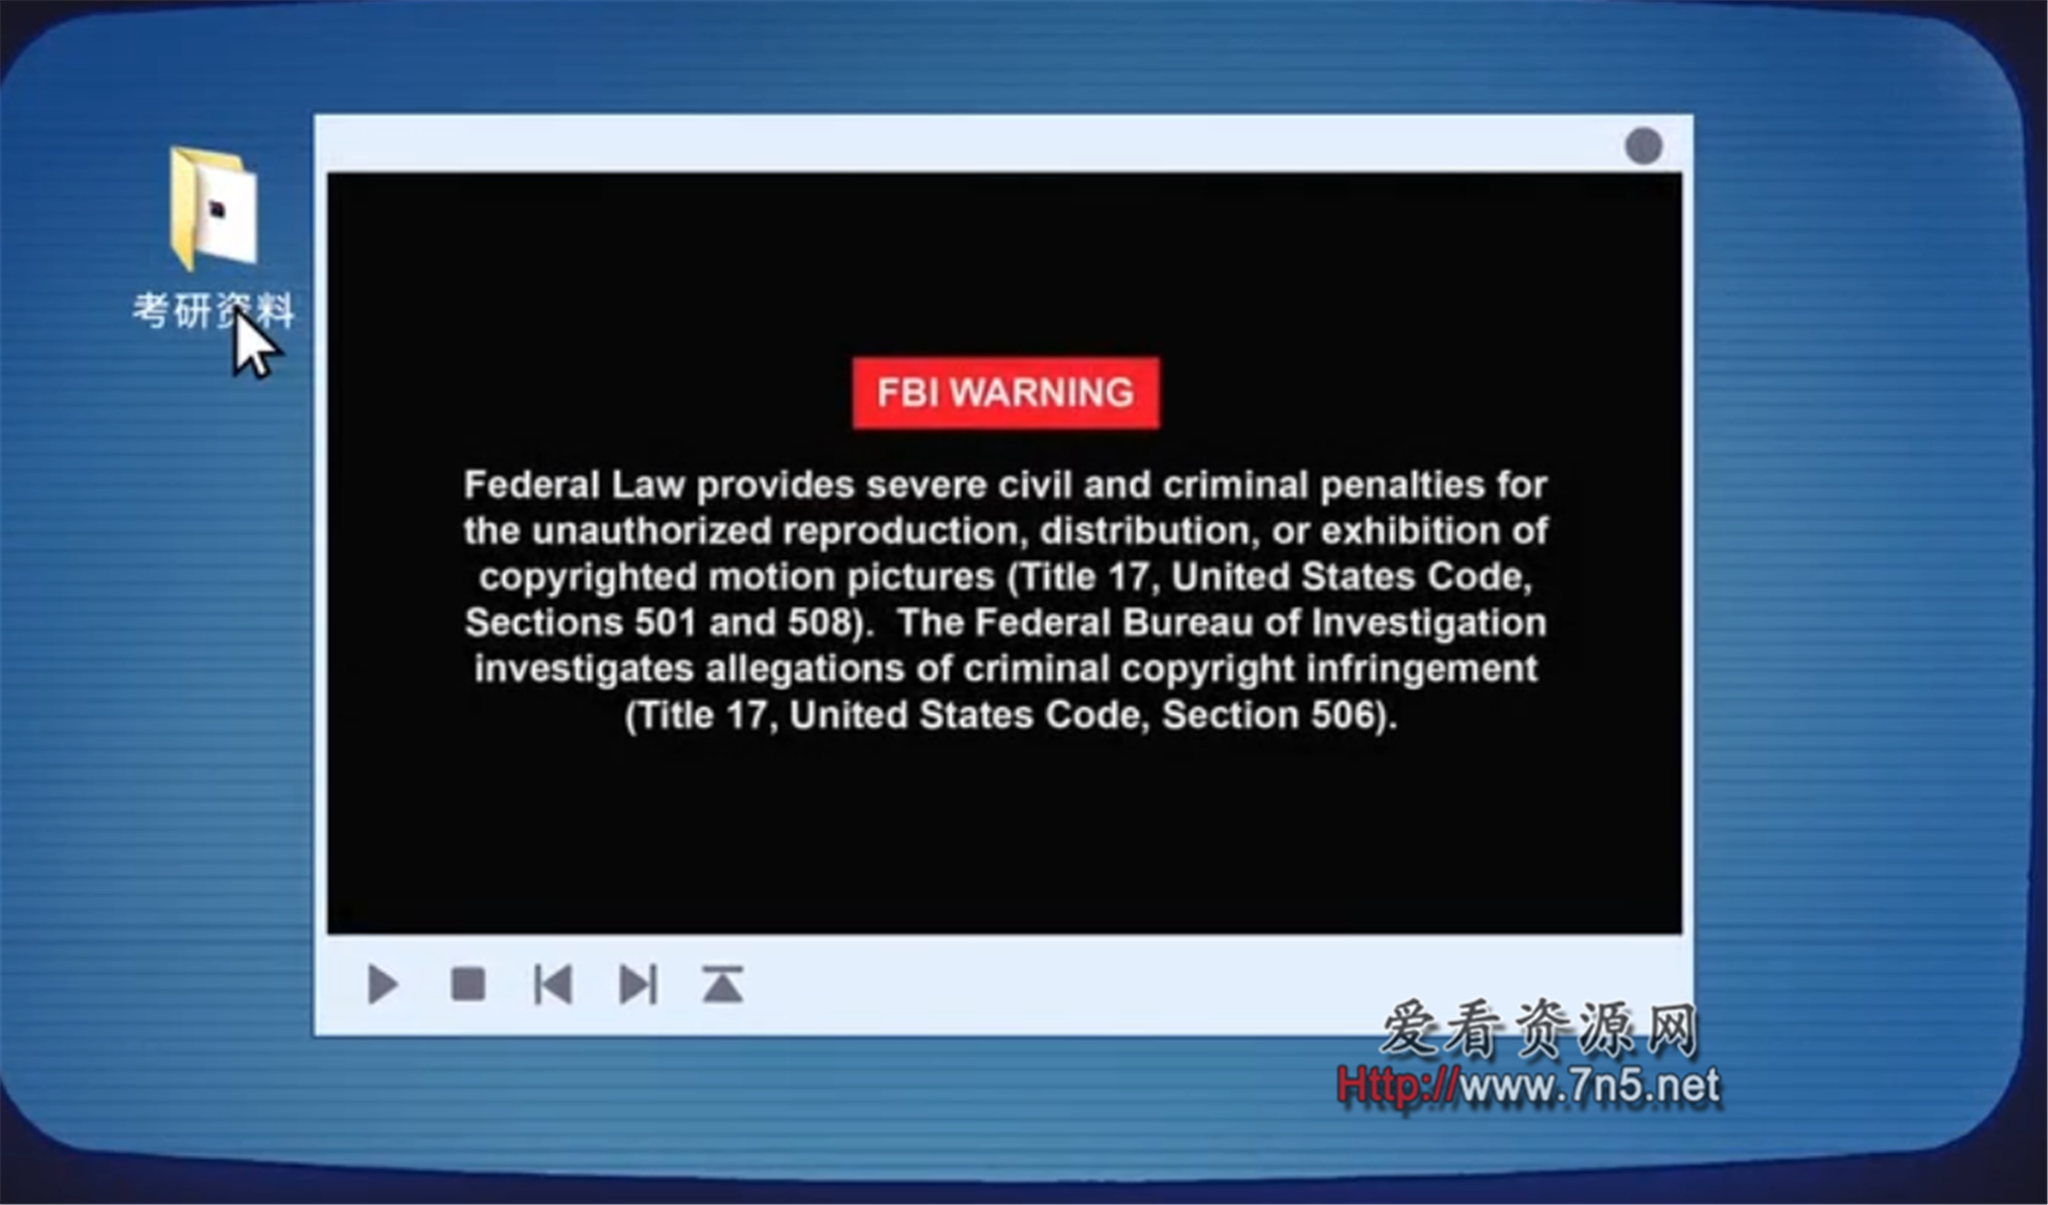 考研资料
FBI WARNING
Federal Law provides severe civil and criminal penalties for
the unauthorized reproduction, distribution, or exhibition of
copyrighted motion pictures (Title 17, United States Code,
Sections 501 and 508).  The Federal Bureau of Investigation
investigates allegations of criminal copyright infringement
(Title 17, United States Code, Section 506).
爱看资源网
Http://www.7n5.net